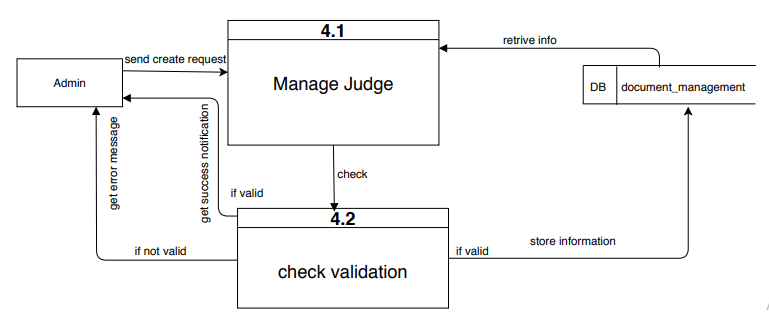 4.1
retrive info
send create request
Admin
Manage Judge
DB
document_management
get error message
get success notification
check
if valid
4.2
if not valid
check validation
if valid
store information